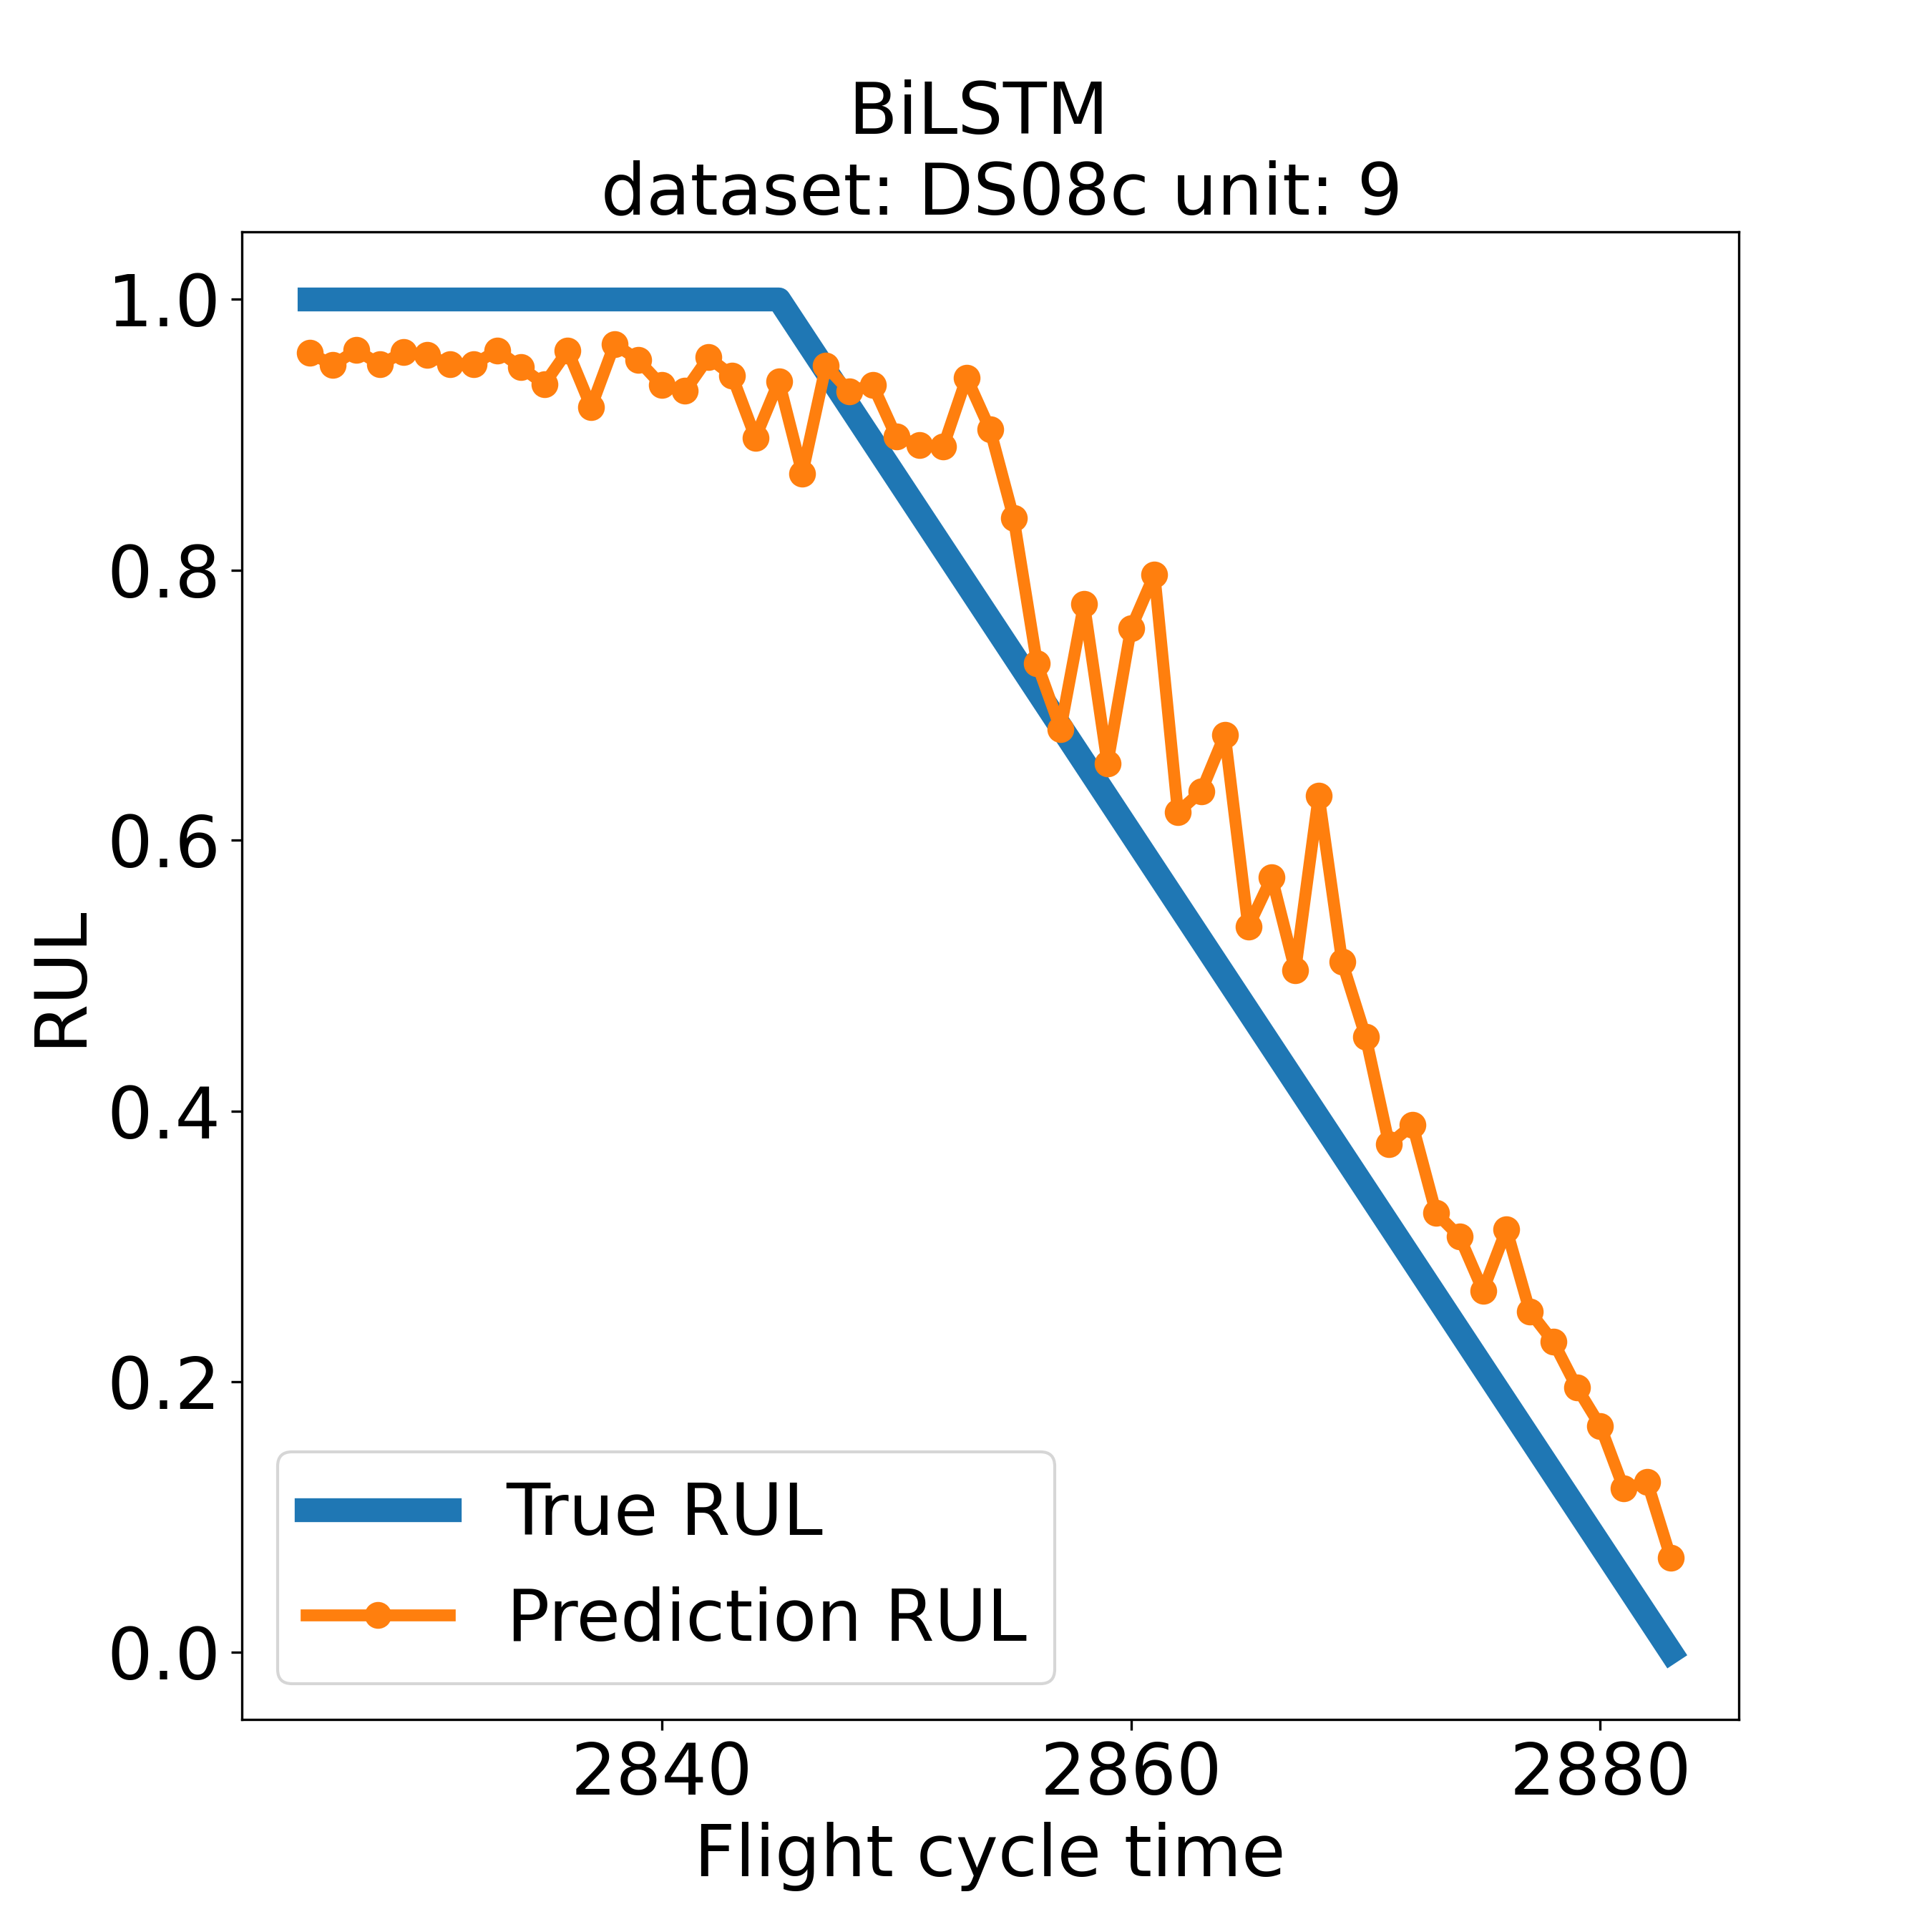 BiLSTM
dataset: DS08c unit: 9
1.0
0.8
0.6
0.4
0.2
0.0
RUL
True RUL
Prediction RUL
2840 2860 2880
Flight cycle time